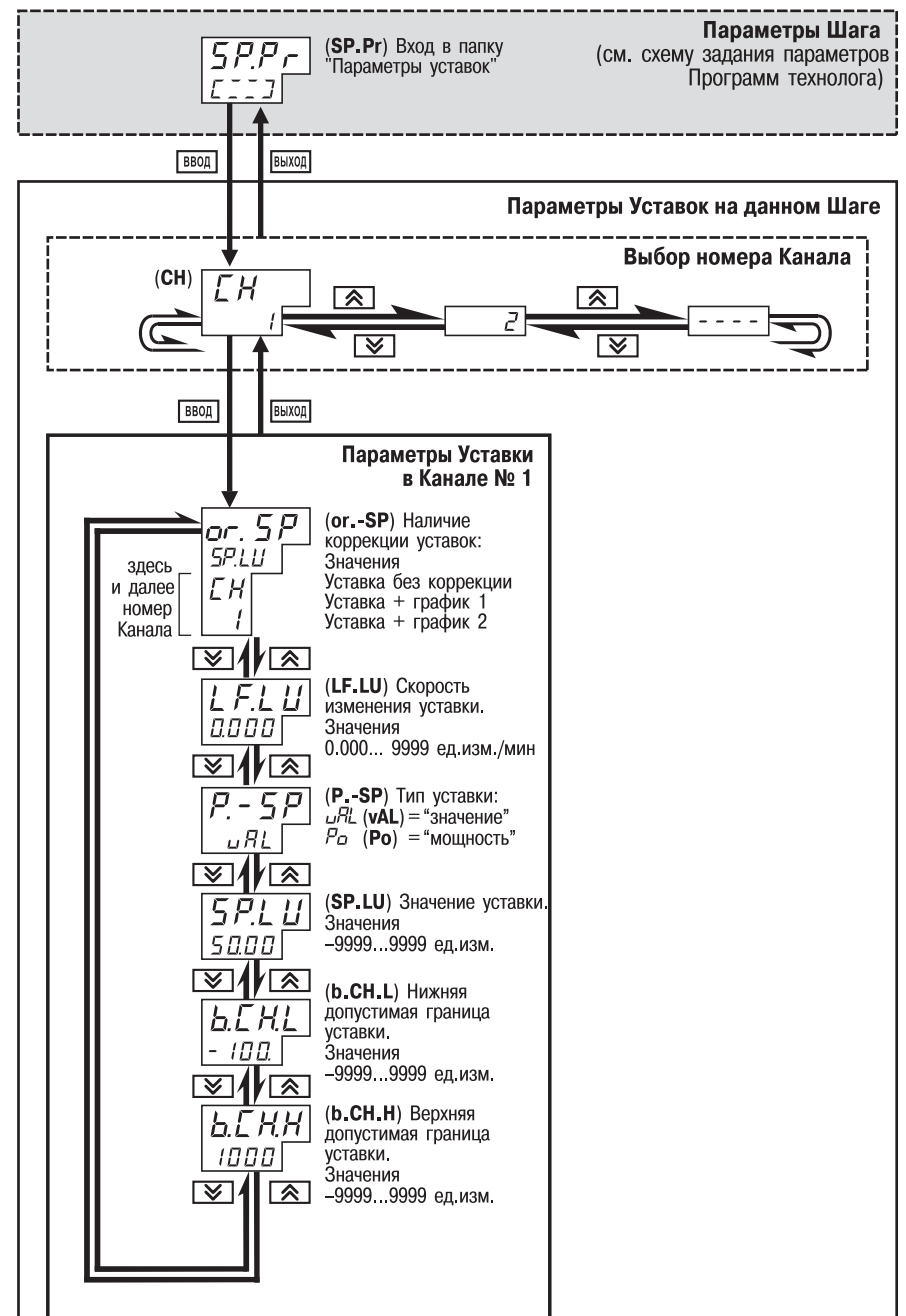 Параметры Шага
(см. схему задания параметров
Программ технолога)
SP.Pr
[---]
(SP.Pr) Вход в папку
"Параметры уставок"
ВВОД
ВЫХОД
Параметры Уставок на данном Шаге
Выбор номера Канала
(CH)
CH
1
2
----
ВВОД
ВЫХОД
Параметры Уставки
в Канале № 1
or.SP
SP.LU
CH
1
здесь
и далее
номер
Канала
(or.-SP) Наличие
коррекции уставок:
Значения
Уставка без коррекции
Уставка + график 1
Уставка + график 2
LF.LU
0.000
(LF.LU) Скорость
изменения уставки.
Значения
0.000... 9999 ед.изм./мин
P.-SP
vAL
(P.-SP) Тип уставки:
vAL (vAL) = “значение”
Po (Po) = “мощность”
SP.LU
50.00
(SP.LU) Значение уставки.
Значения
–9999...9999 ед.изм.
b.CH.L
-100.
(b.CH.L) Нижняя
допустимая граница
уставки.
Значения
–9999...9999 ед.изм.
b.CH.H
1000
(b.CH.H) Верхняя
допустимая граница
уставки.
Значения
–9999...9999 ед.изм.